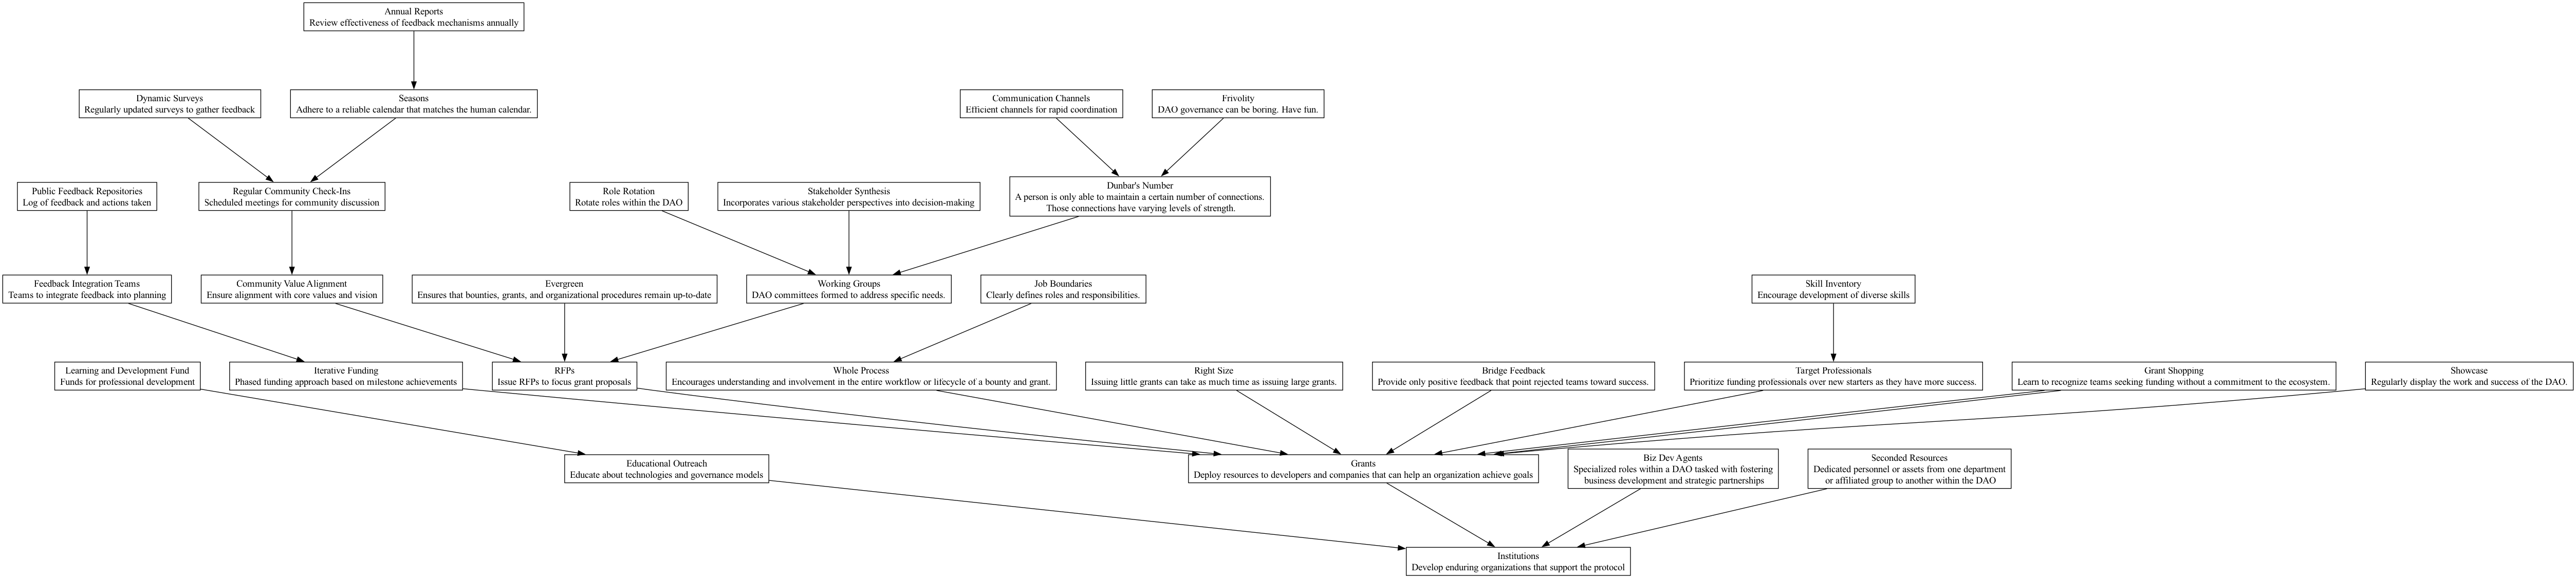 Annual Reports
Review effectiveness of feedback mechanisms annually
Dynamic Surveys
Regularly updated surveys to gather feedback
Seasons
Adhere to a reliable calendar that matches the human calendar.
Communication Channels
Efficient channels for rapid coordination
Frivolity
DAO governance can be boring. Have fun.
Public Feedback Repositories
Log of feedback and actions taken
Regular Community Check-Ins
Scheduled meetings for community discussion
Role Rotation
Rotate roles within the DAO
Stakeholder Synthesis
Incorporates various stakeholder perspectives into decision-making
Dunbar's Number
A person is only able to maintain a certain number of connections.
Those connections have varying levels of strength.
Feedback Integration Teams
Teams to integrate feedback into planning
Community Value Alignment
Ensure alignment with core values and vision
Evergreen
Ensures that bounties, grants, and organizational procedures remain up-to-date
Working Groups
DAO committees formed to address specific needs.
Job Boundaries
Clearly defines roles and responsibilities.
Skill Inventory
Encourage development of diverse skills
Learning and Development Fund
Funds for professional development
Iterative Funding
Phased funding approach based on milestone achievements
RFPs
Issue RFPs to focus grant proposals
Whole Process
Encourages understanding and involvement in the entire workflow or lifecycle of a bounty and grant.
Right Size
Issuing little grants can take as much time as issuing large grants.
Bridge Feedback
Provide only positive feedback that point rejected teams toward success.
Target Professionals
Prioritize funding professionals over new starters as they have more success.
Grant Shopping
Learn to recognize teams seeking funding without a commitment to the ecosystem.
Showcase
Regularly display the work and success of the DAO.
Educational Outreach
Educate about technologies and governance models
Grants
Deploy resources to developers and companies that can help an organization achieve goals
Biz Dev Agents
Specialized roles within a DAO tasked with fostering
business development and strategic partnerships
Seconded Resources
Dedicated personnel or assets from one department
or affiliated group to another within the DAO
Institutions
Develop enduring organizations that support the protocol